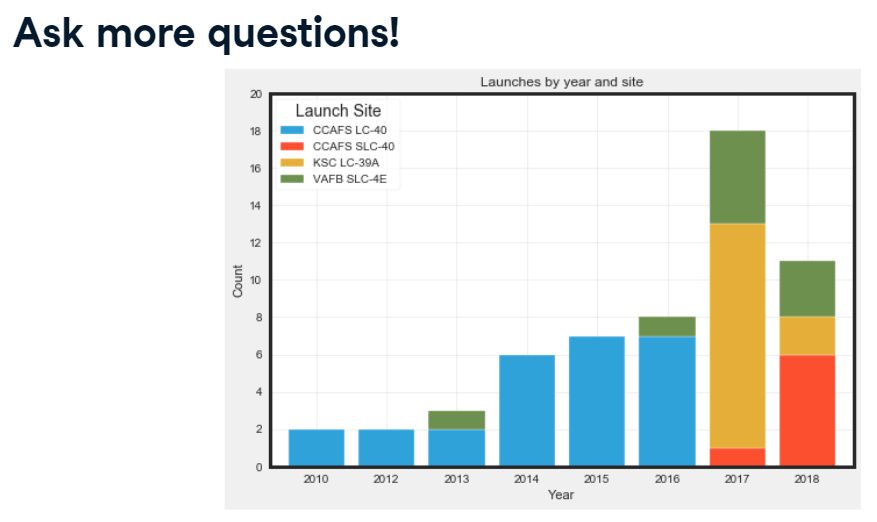 Ask more questions!
Launches by year and site
Launch Site
CCAFS LC-40
CCAFS SLC-40
KSC LC-39A
VAFB SLC-4E
Count
20
18
16
14
12
10
8
6
4
2
0
2010 2012 2013 2014 2015 2016 2017 2018
Year